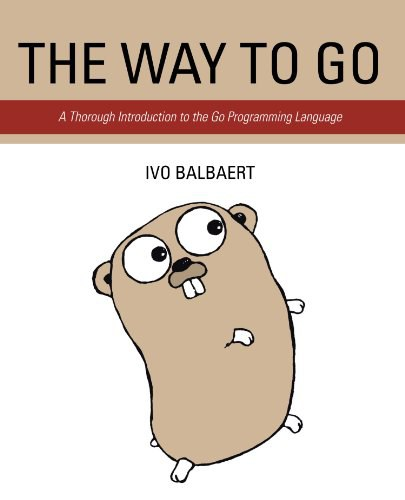 THE WAY TO GO
A Thorough Introduction to the Go Programming Language
IVO BALBAERT